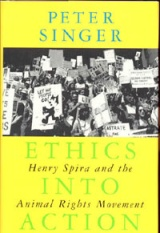 PETER
SINGER
ETHICS
Henry Spira and the
INTO
Animal Rights Movement
ACTION